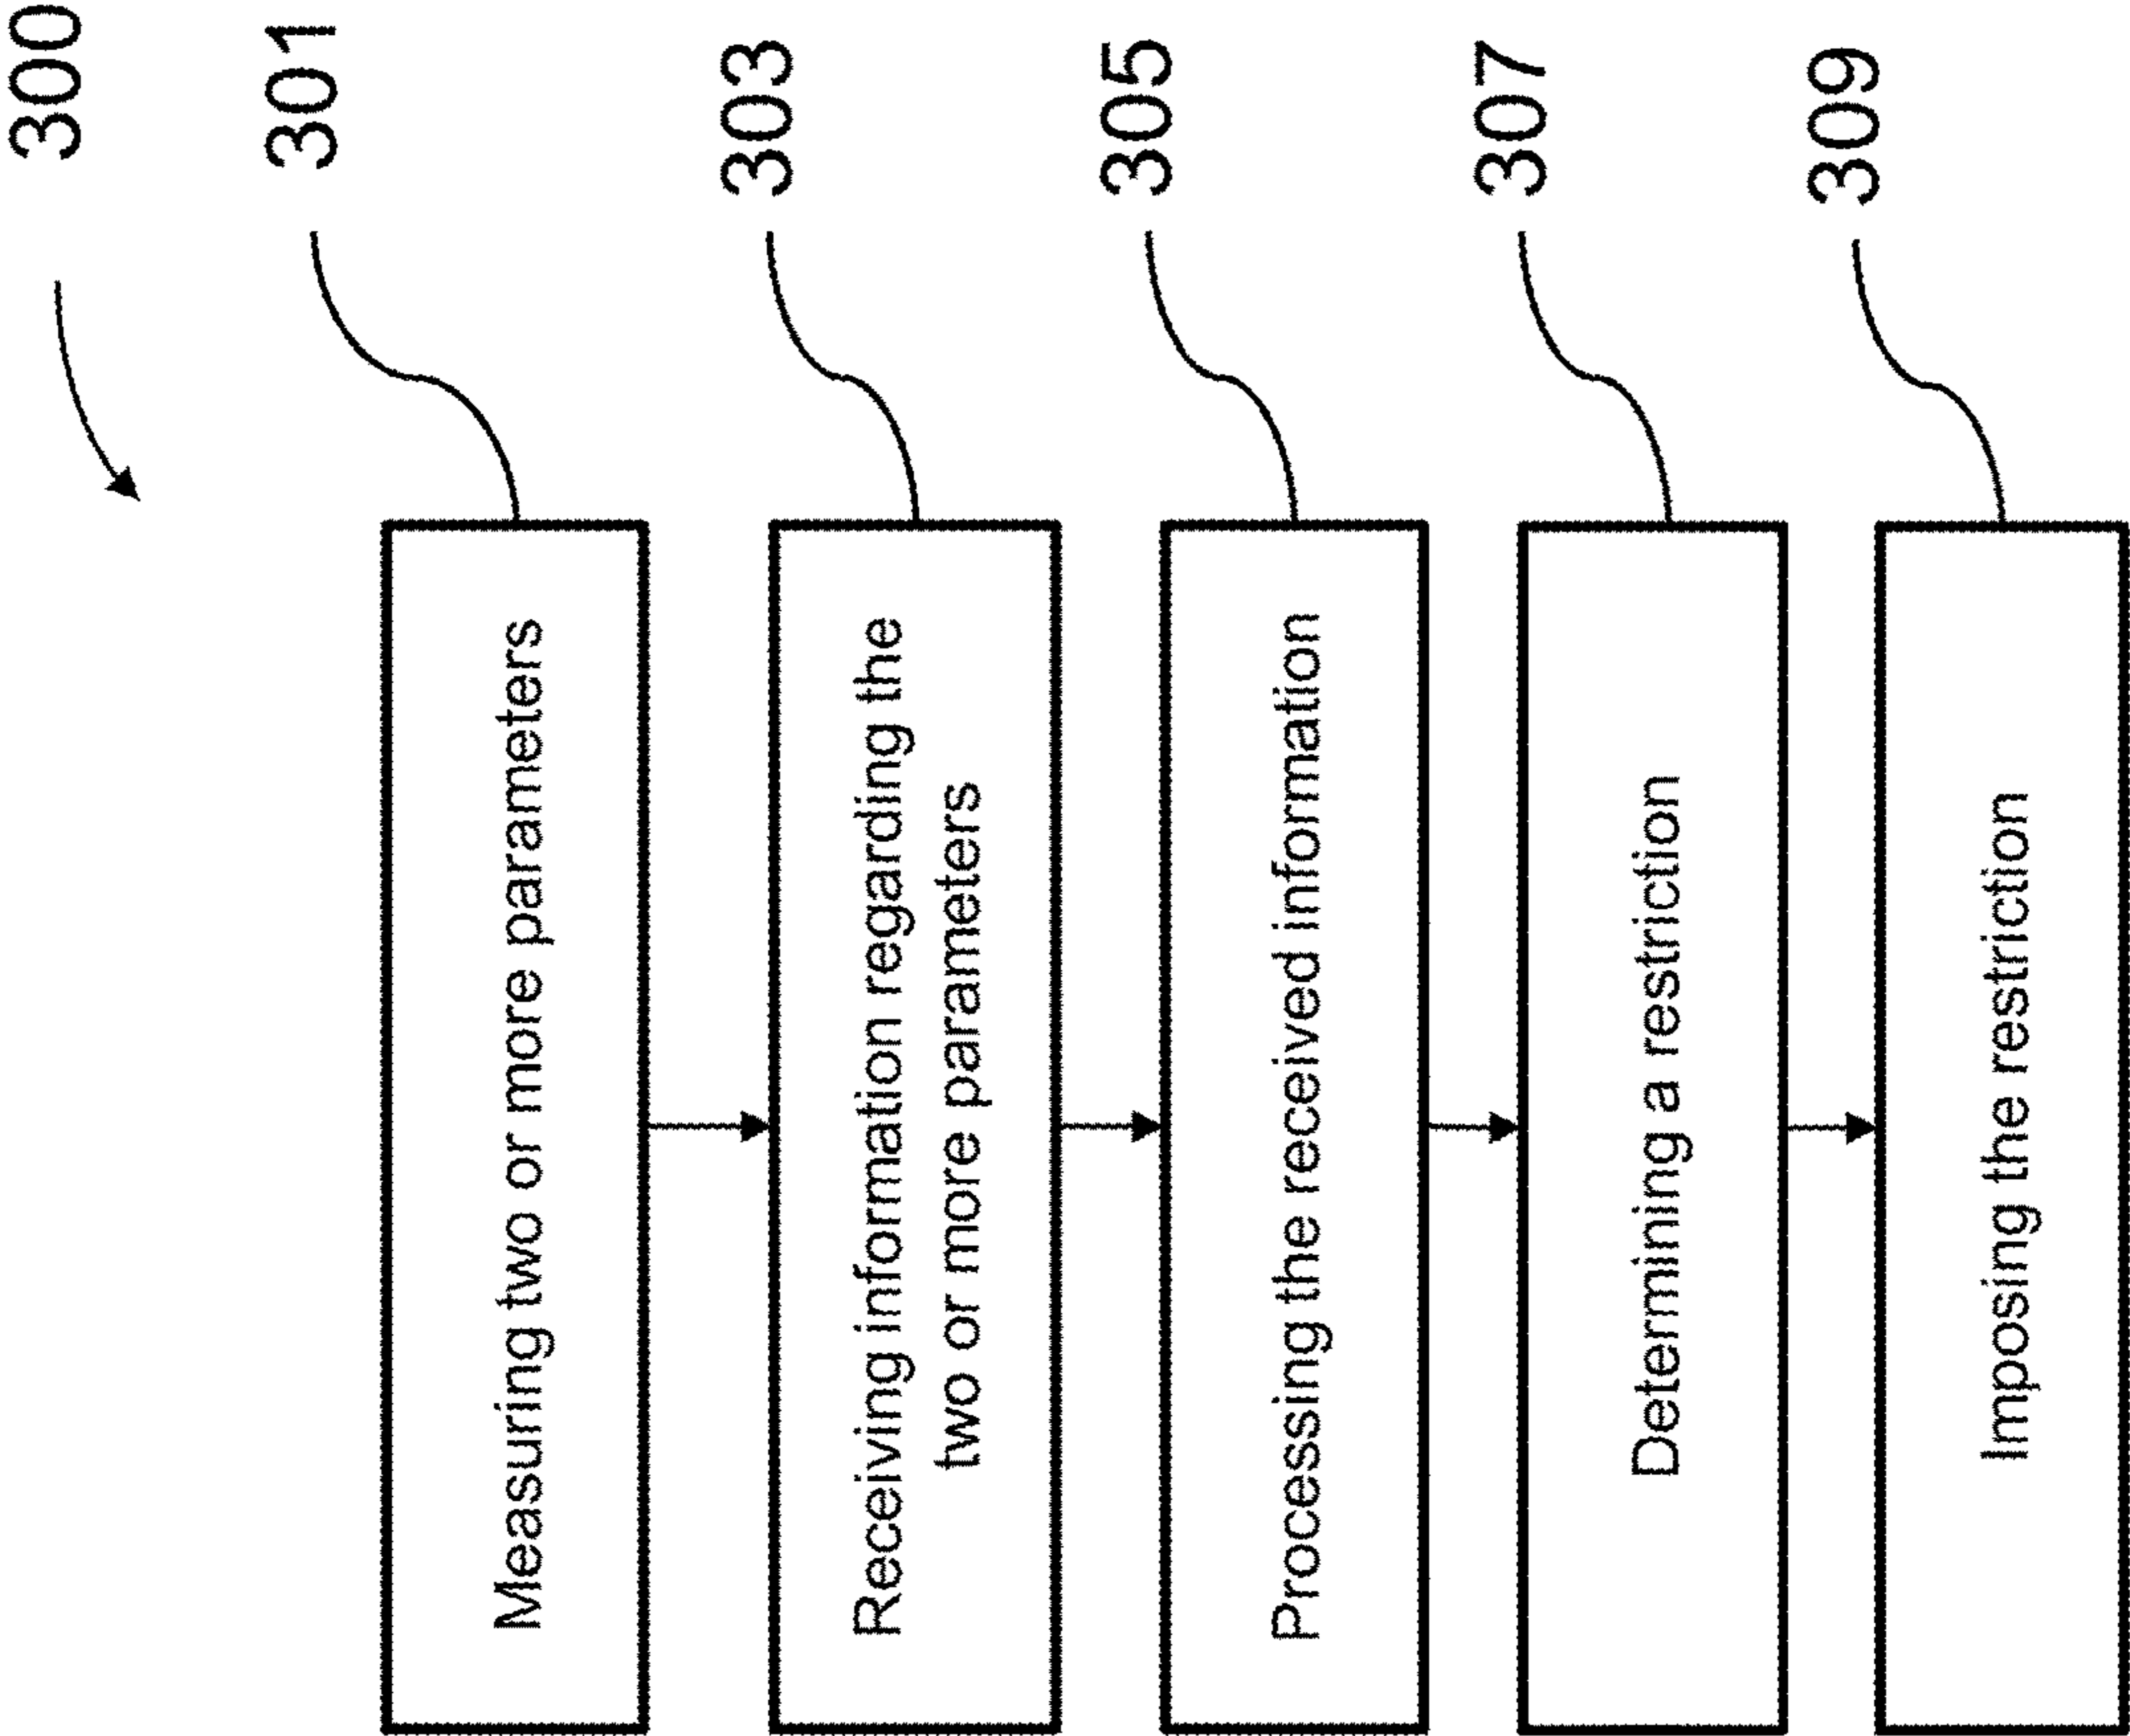 300
301
Measuring two or more parameters
303
Receiving information regarding the
two or more parameters
305
Processing the received information
307
Determining a restriction
309
Imposing the restriction